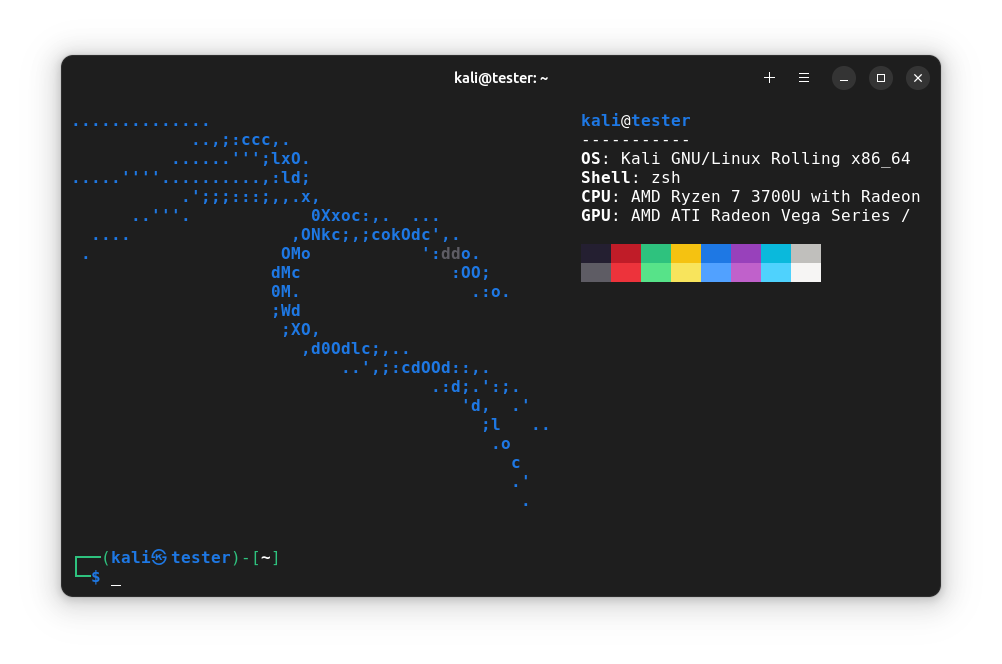 kali@tester: ~
..............
            ..,;:ccc,.
          ......''';lxO.
.....''''..........,:ld;
           .';;;:::;,,.x,
      ..'''.            0Xxoc:,.  ...
  ....                ,ONkc;,;cokOdc',.
 .                   OMo           ':ddo.
                    dMc               :OO;
                    0M.                 .:o.
                    ;Wd
                     ;XO,
                       ,d0Odlc;,..
                           ..',;:cdOOd::,.
                                    .:d;.':;.
                                       'd,  .'
                                         ;l   ..
                                          .o
                                            c
                                            .'
                                             .
kali@tester
-----------
OS: Kali GNU/Linux Rolling x86_64
Shell: zsh
CPU: AMD Ryzen 7 3700U with Radeon
GPU: AMD ATI Radeon Vega Series /
┌──(kali㉿tester)-[~]
└─$ _